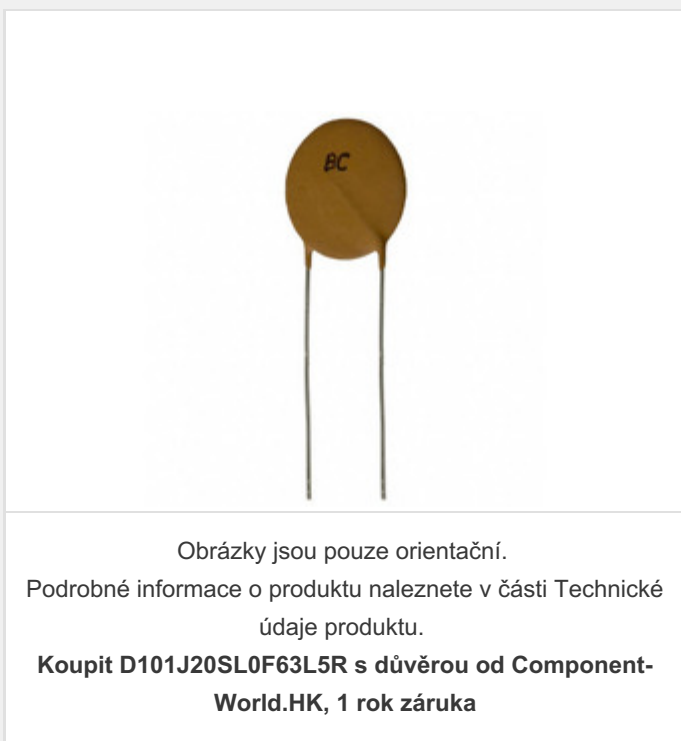 BC
Obrázky jsou pouze orientační.
Podrobné informace o produktu naleznete v části Technické
údaje produktu.
Koupit D101J20SL0F63L5R s důvěrou od Component-
World.HK, 1 rok záruka